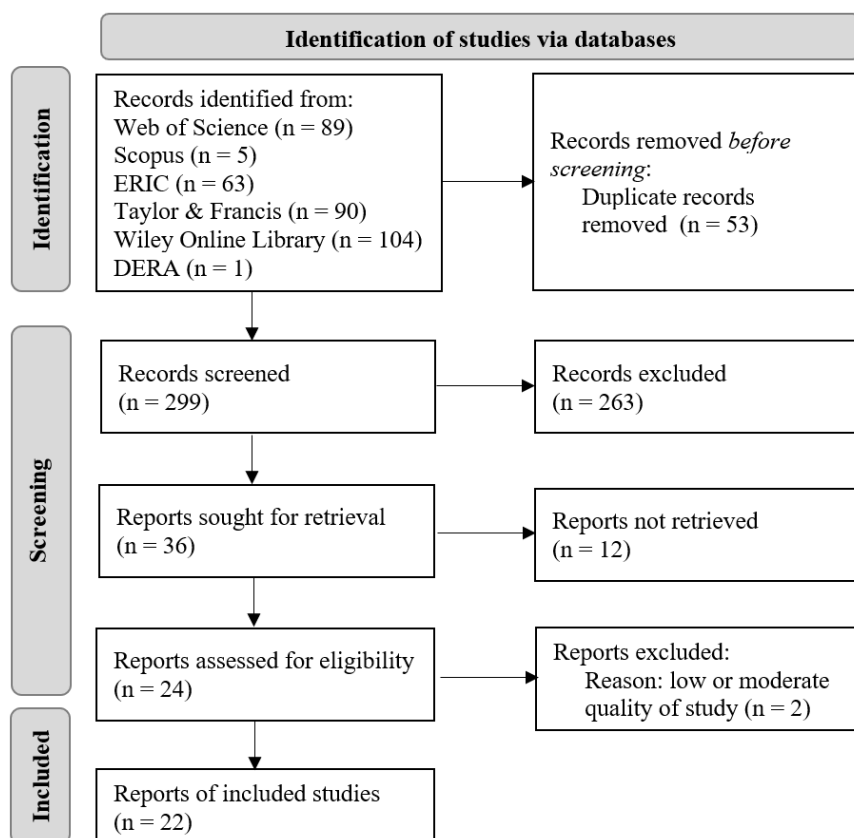 Identification of studies via databases
Identification
Records identified from:
Web of Science (n = 89)
Scopus (n = 5)
ERIC (n = 63)
Taylor & Francis (n = 90)
Wiley Online Library (n = 104)
DERA (n = 1)
Records removed before
screening:
Duplicate records
removed (n = 53)
Screening
Records screened
(n = 299)
Records excluded
(n = 263)
Reports sought for retrieval
(n = 36)
Reports not retrieved
(n = 12)
Reports assessed for eligibility
(n = 24)
Reports excluded:
Reason: low or moderate
quality of study (n = 2)
Included
Reports of included studies
(n = 22)